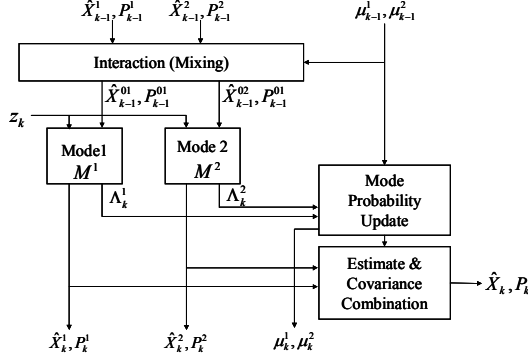 X̂¹ₖ₋₁, P¹ₖ₋₁
X̂²ₖ₋₁, P²ₖ₋₁
μ¹ₖ₋₁, μ²ₖ₋₁
Interaction (Mixing)
X̂⁰¹ₖ₋₁, P⁰¹ₖ₋₁
X̂⁰²ₖ₋₁, P⁰¹ₖ₋₁
zₖ
Mode1
M¹
Mode 2
M²
Λ¹ₖ
Λ²ₖ
Mode
Probability
Update
Estimate &
Covariance
Combination
X̂ₖ, Pₖ
X̂¹ₖ, P¹ₖ
X̂²ₖ, P²ₖ
μ¹ₖ, μ²ₖ